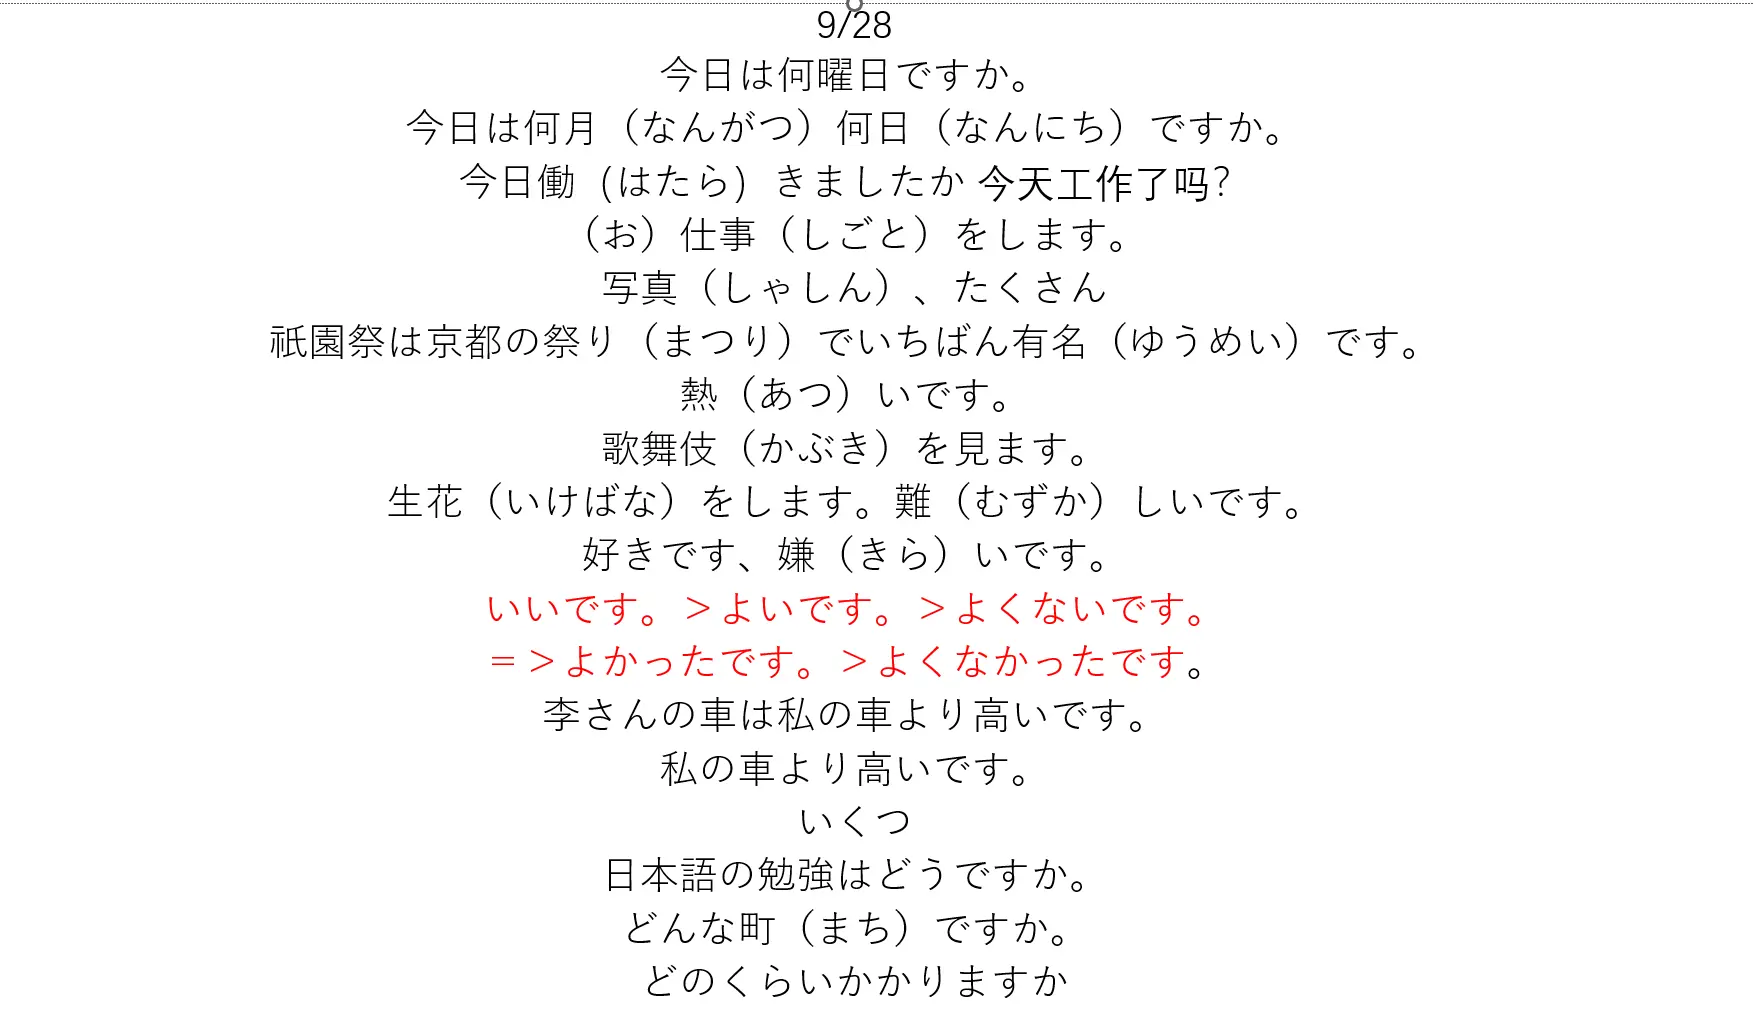 9/28
今日は何曜日ですか。
今日は何月（なんがつ）何日（なんにち）ですか。
今日働（はたら）きましたか 今天工作了吗?
（お）仕事（しごと）をします。
写真（しゃしん）、たくさん
祇園祭は京都の祭り（まつり）でいちばん有名（ゆうめい）です。
熱（あつ）いです。
歌舞伎（かぶき）を見ます。
生花（いけばな）をします。難（むずか）しいです。
好きです、嫌（きら）いです。
いいです。＞よいです。＞よくないです。
＝＞よかったです。＞よくなかったです。
李さんの車は私の車より高いです。
私の車より高いです。
いくつ
日本語の勉強はどうですか。
どんな町（まち）ですか。
どのくらいかかりますか